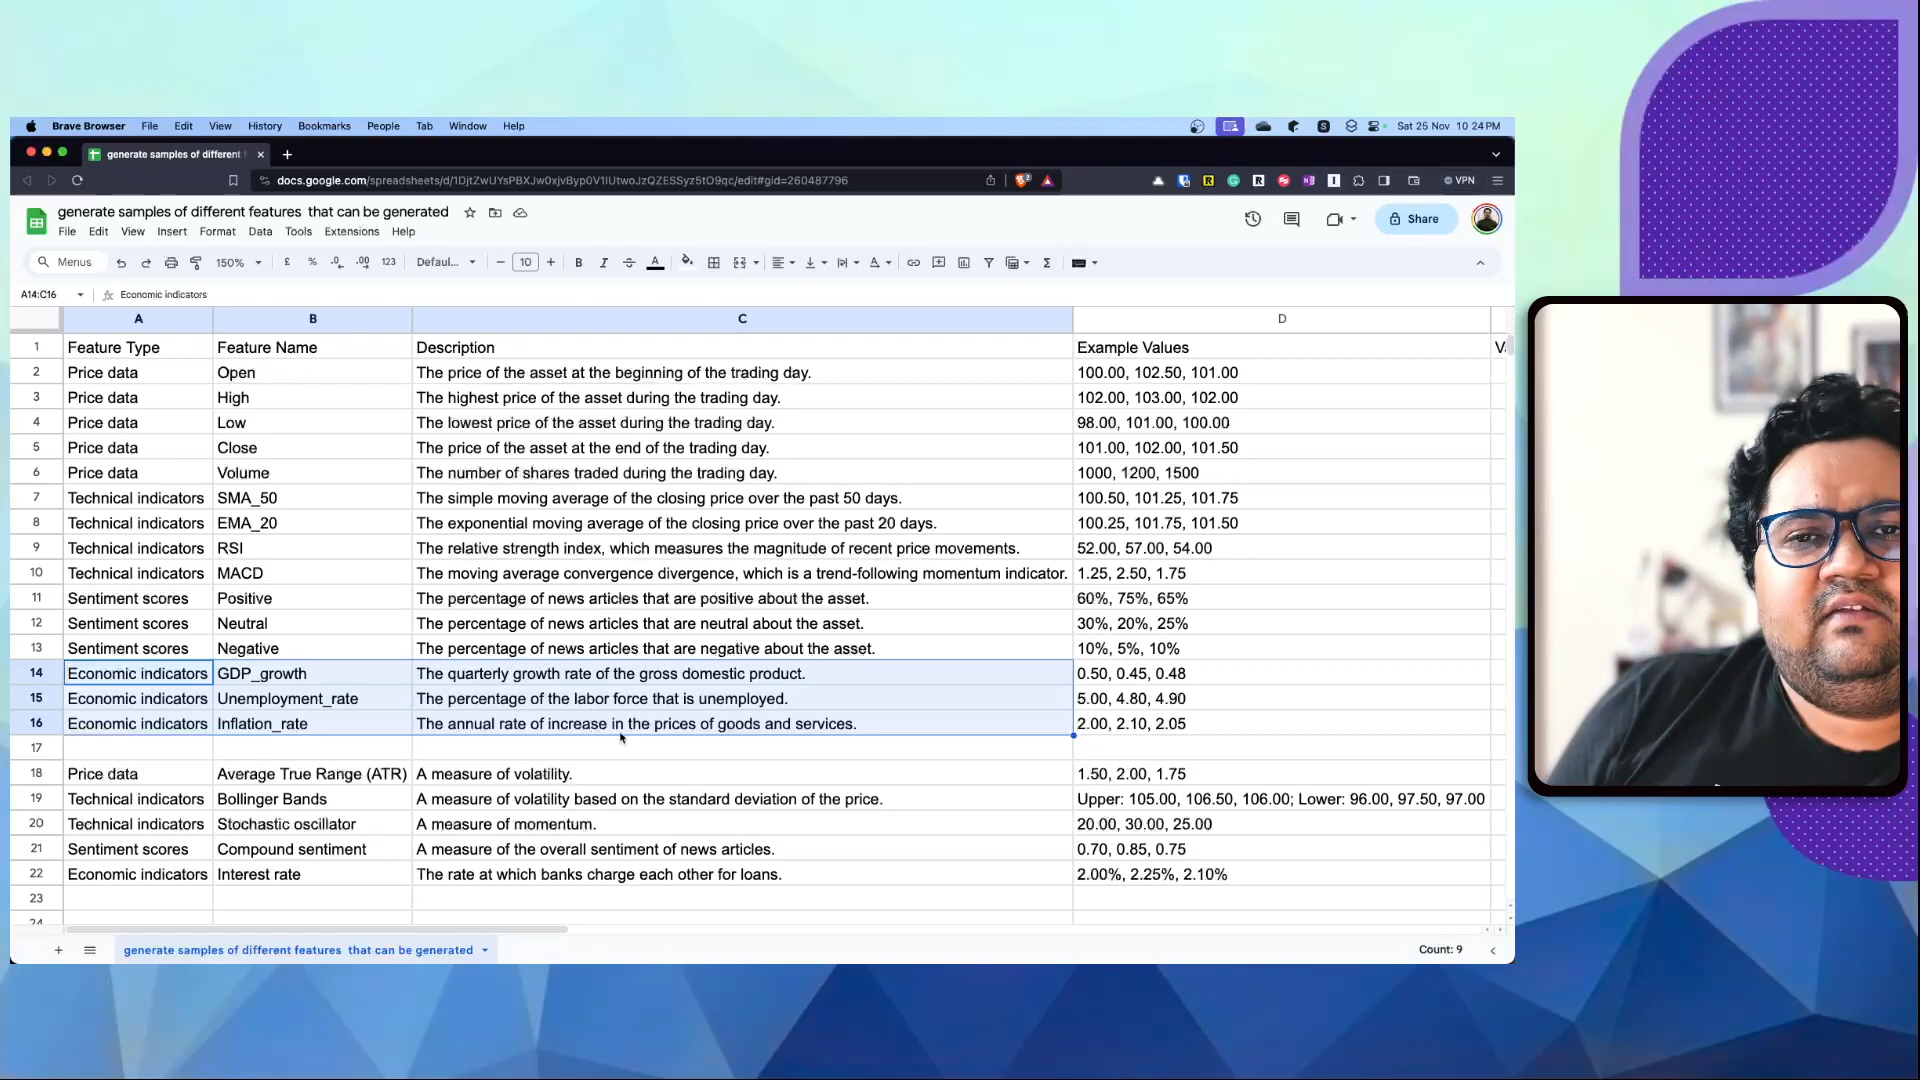 Brave Browser File Edit View History Bookmarks People Tab Window Help Sat 25 Nov 10 24 PM
generate samples of different
docs.google.com/spreadsheets/d/1DjtZwUYsPBXJw0xjvByp0V1IUtwoJzQZESSyz5tO9qc/edit#gid=260487796 VPN
generate samples of different features that can be generated
File Edit View Insert Format Data Tools Extensions Help
Share
Menus 150% £ % .0 .00 123 Defaul... 10 B I A
A14:C16 fx Economic indicators
A B C D
1 Feature Type Feature Name Description Example Values
2 Price data Open The price of the asset at the beginning of the trading day. 100.00, 102.50, 101.00
3 Price data High The highest price of the asset during the trading day. 102.00, 103.00, 102.00
4 Price data Low The lowest price of the asset during the trading day. 98.00, 101.00, 100.00
5 Price data Close The price of the asset at the end of the trading day. 101.00, 102.00, 101.50
6 Price data Volume The number of shares traded during the trading day. 1000, 1200, 1500
7 Technical indicators SMA_50 The simple moving average of the closing price over the past 50 days. 100.50, 101.25, 101.75
8 Technical indicators EMA_20 The exponential moving average of the closing price over the past 20 days. 100.25, 101.75, 101.50
9 Technical indicators RSI The relative strength index, which measures the magnitude of recent price movements. 52.00, 57.00, 54.00
10 Technical indicators MACD The moving average convergence divergence, which is a trend-following momentum indicator. 1.25, 2.50, 1.75
11 Sentiment scores Positive The percentage of news articles that are positive about the asset. 60%, 75%, 65%
12 Sentiment scores Neutral The percentage of news articles that are neutral about the asset. 30%, 20%, 25%
13 Sentiment scores Negative The percentage of news articles that are negative about the asset. 10%, 5%, 10%
14 Economic indicators GDP_growth The quarterly growth rate of the gross domestic product. 0.50, 0.45, 0.48
15 Economic indicators Unemployment_rate The percentage of the labor force that is unemployed. 5.00, 4.80, 4.90
16 Economic indicators Inflation_rate The annual rate of increase in the prices of goods and services. 2.00, 2.10, 2.05
17
18 Price data Average True Range (ATR) A measure of volatility. 1.50, 2.00, 1.75
19 Technical indicators Bollinger Bands A measure of volatility based on the standard deviation of the price. Upper: 105.00, 106.50, 106.00; Lower: 96.00, 97.50, 97.00
20 Technical indicators Stochastic oscillator A measure of momentum. 20.00, 30.00, 25.00
21 Sentiment scores Compound sentiment A measure of the overall sentiment of news articles. 0.70, 0.85, 0.75
22 Economic indicators Interest rate The rate at which banks charge each other for loans. 2.00%, 2.25%, 2.10%
23
24
generate samples of different features that can be generated Count: 9